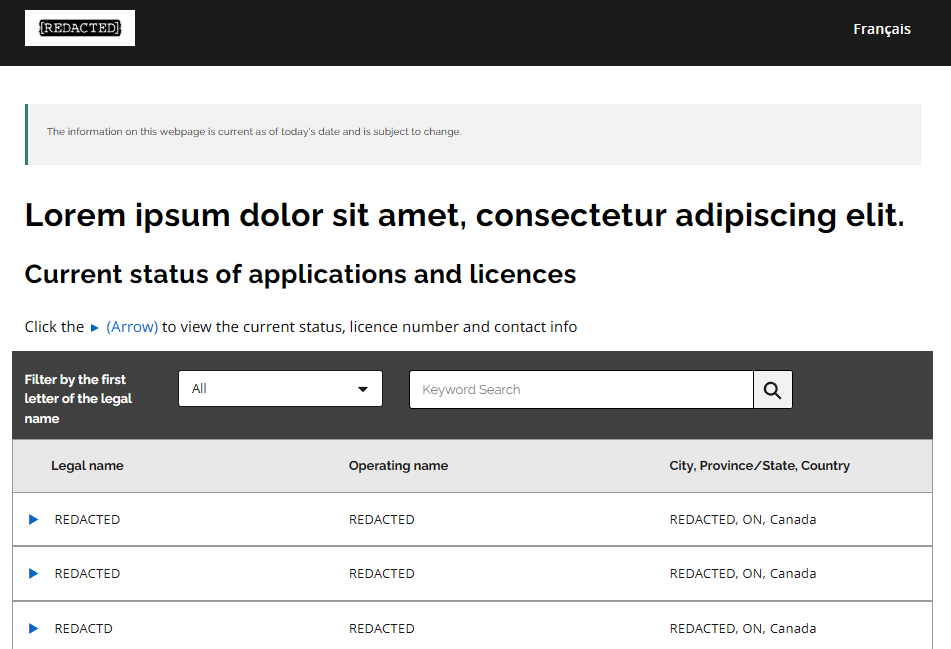 [REDACTED]
Français
The information on this webpage is current as of today's date and is subject to change.
Lorem ipsum dolor sit amet, consectetur adipiscing elit.
Current status of applications and licences
Click the ► (Arrow) to view the current status, licence number and contact info
Filter by the first
letter of the legal
name
All
Keyword Search
Legal name Operating name City, Province/State, Country
REDACTED REDACTED REDACTED, ON, Canada
REDACTED REDACTED REDACTED, ON, Canada
REDACTD REDACTED REDACTED, ON, Canada